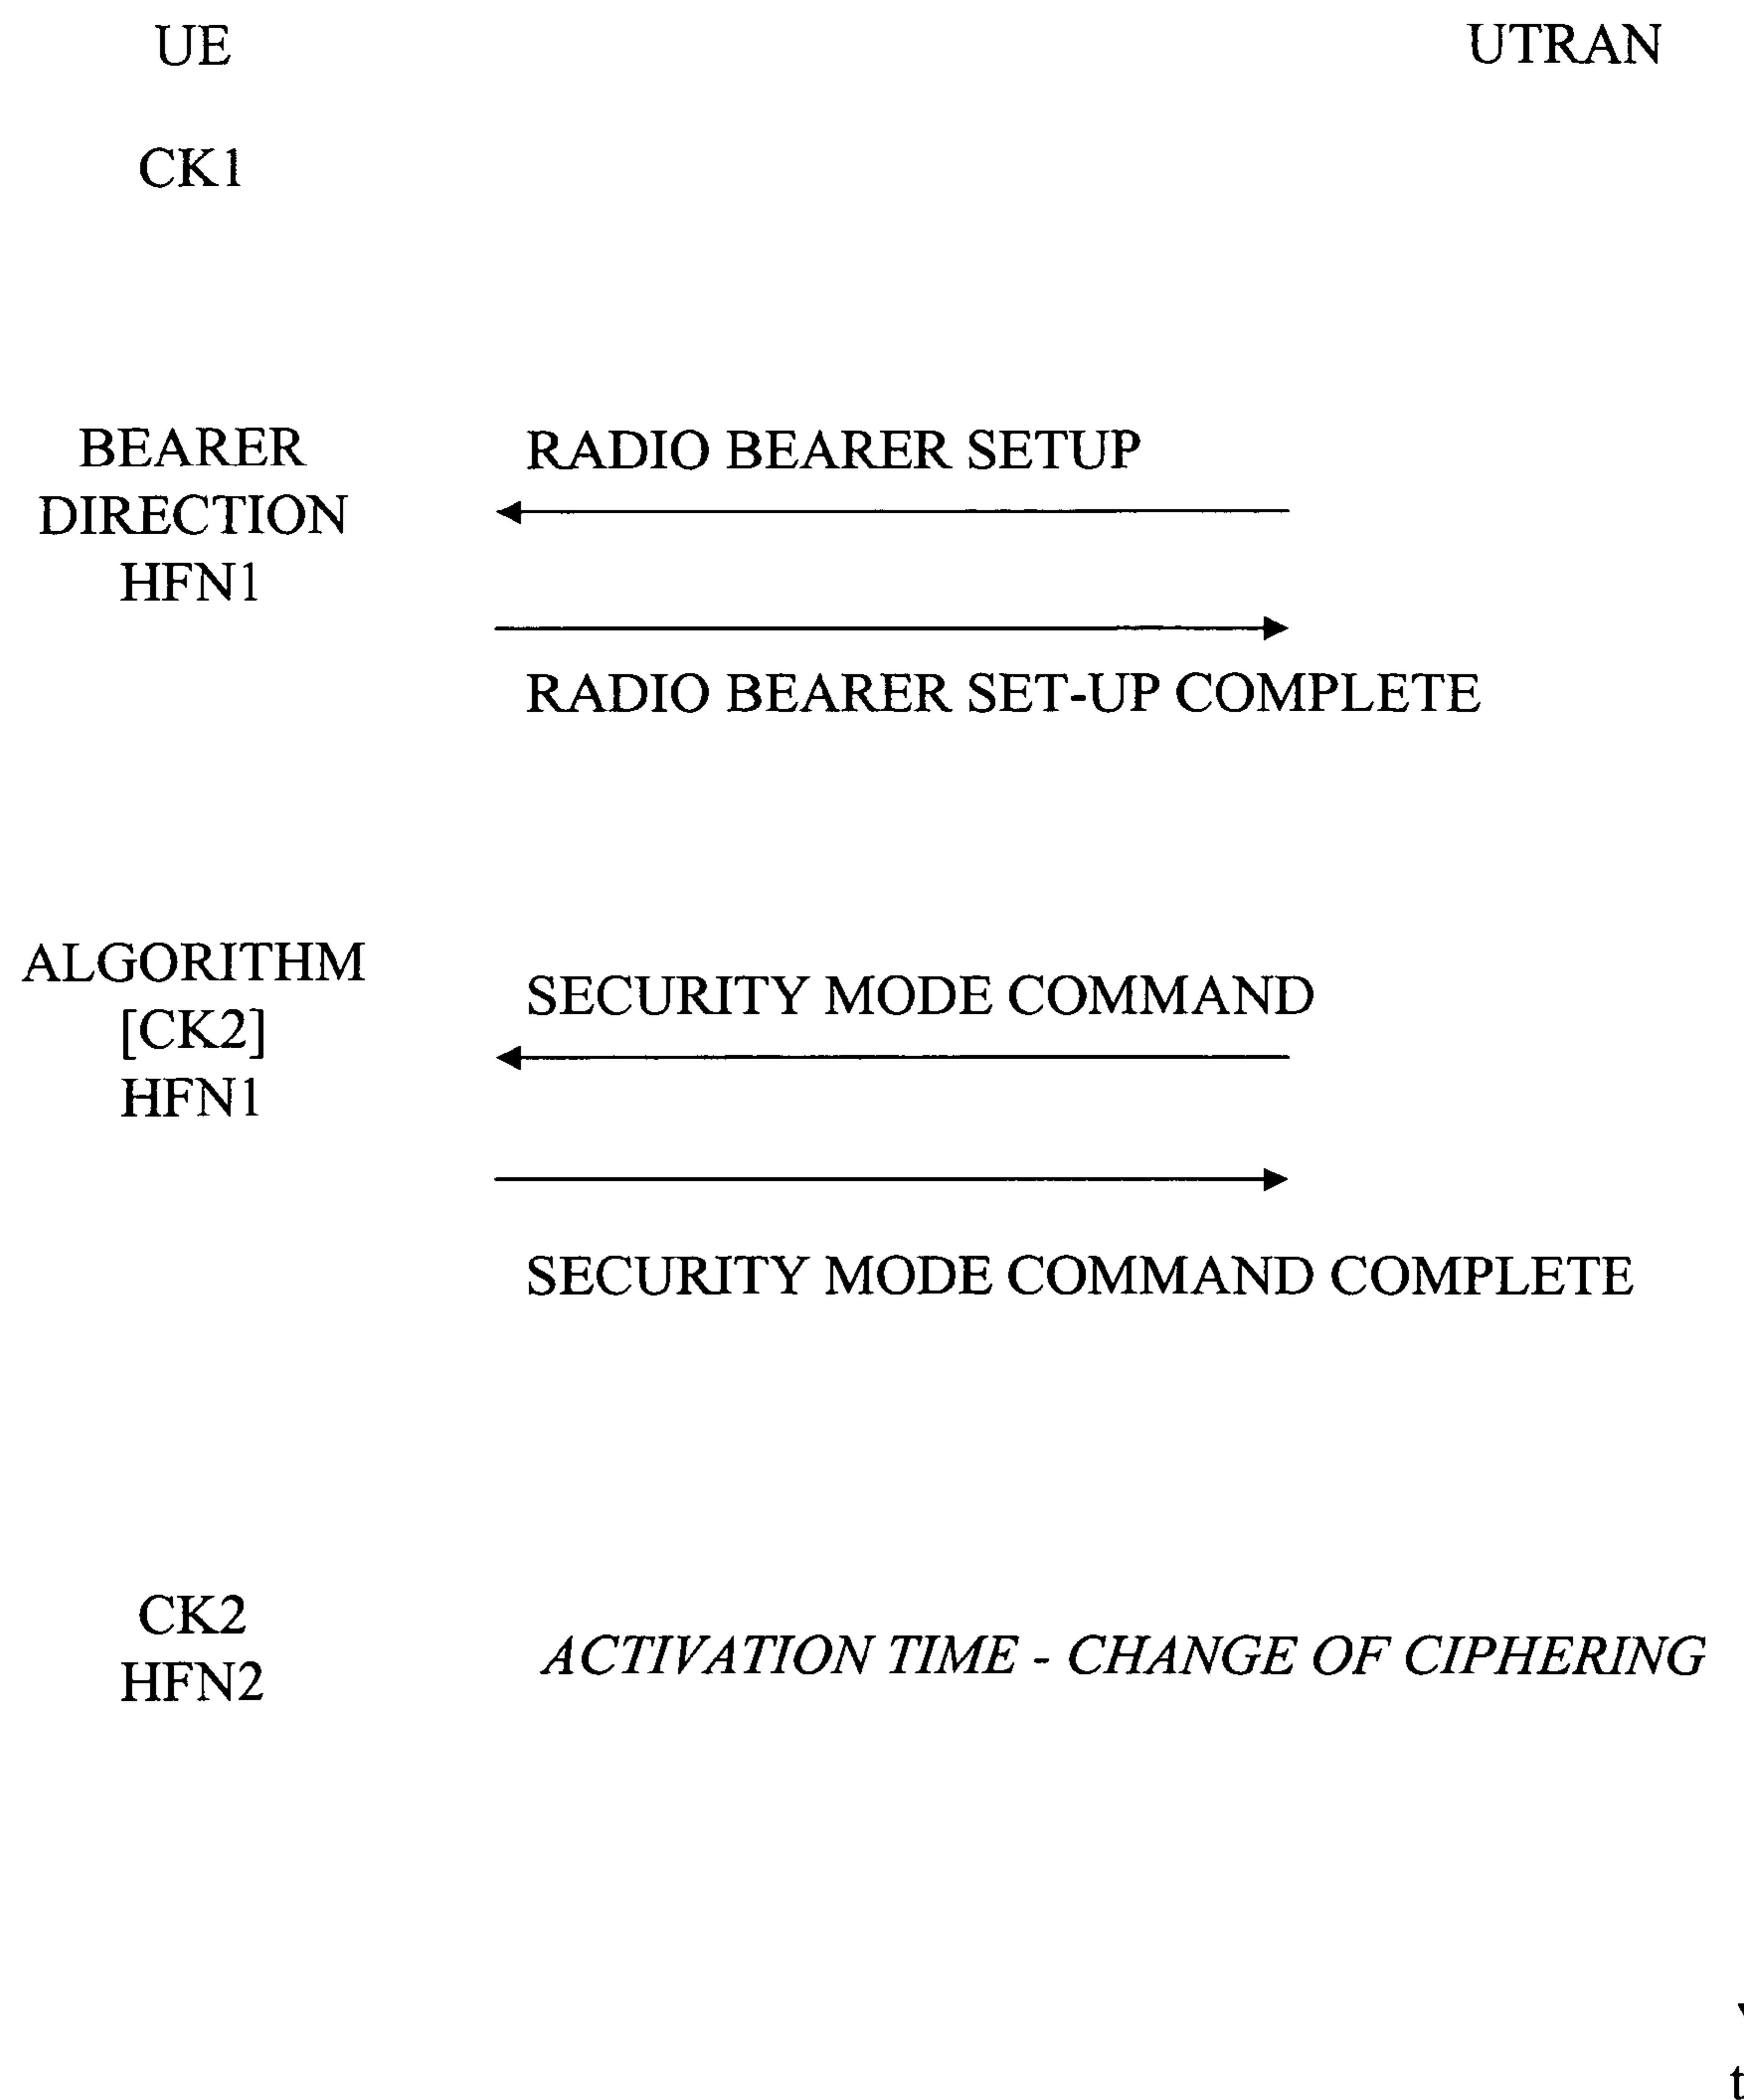 UE
UTRAN
CK1
BEARER
DIRECTION
HFN1
RADIO BEARER SETUP
RADIO BEARER SET-UP COMPLETE
ALGORITHM
[CK2]
HFN1
SECURITY MODE COMMAND
SECURITY MODE COMMAND COMPLETE
CK2
HFN2
ACTIVATION TIME - CHANGE OF CIPHERING
t